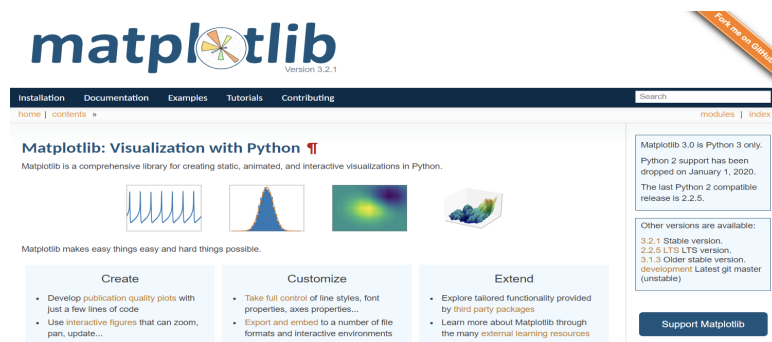 matplotlib
Version 3.2.1
Fork me on GitHub
Installation Documentation Examples Tutorials Contributing
Search
home | contents »
modules | index
Matplotlib: Visualization with Python ¶
Matplotlib is a comprehensive library for creating static, animated, and interactive visualizations in Python.
Matplotlib makes easy things easy and hard things possible.
Create
• Develop publication quality plots with
just a few lines of code
• Use interactive figures that can zoom,
pan, update...
Customize
• Take full control of line styles, font
properties, axes properties...
• Export and embed to a number of file
formats and interactive environments
Extend
• Explore tailored functionality provided
by third party packages
• Learn more about Matplotlib through
the many external learning resources
Matplotlib 3.0 is Python 3 only.
Python 2 support has been
dropped on January 1, 2020.
The last Python 2 compatible
release is 2.2.5.
Other versions are available:
3.2.1 Stable version.
2.2.5 LTS LTS version.
3.1.3 Older stable version.
development Latest git master
(unstable)
Support Matplotlib